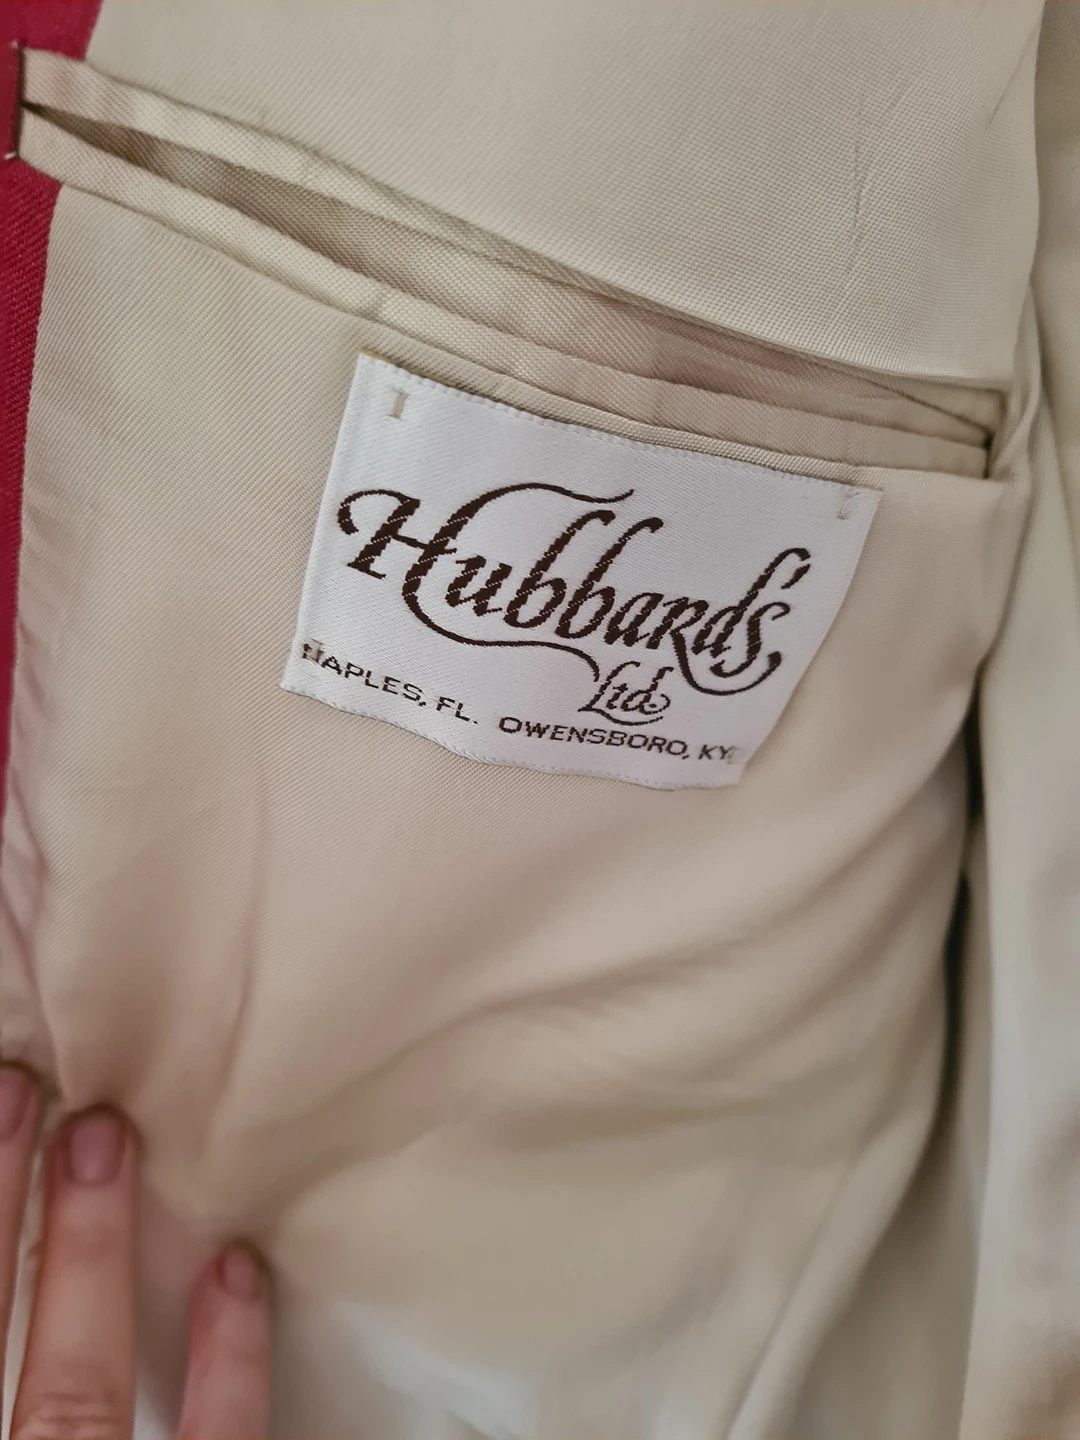 Hubbard's
Ltd.
NAPLES, FL. OWENSBORO, KY.